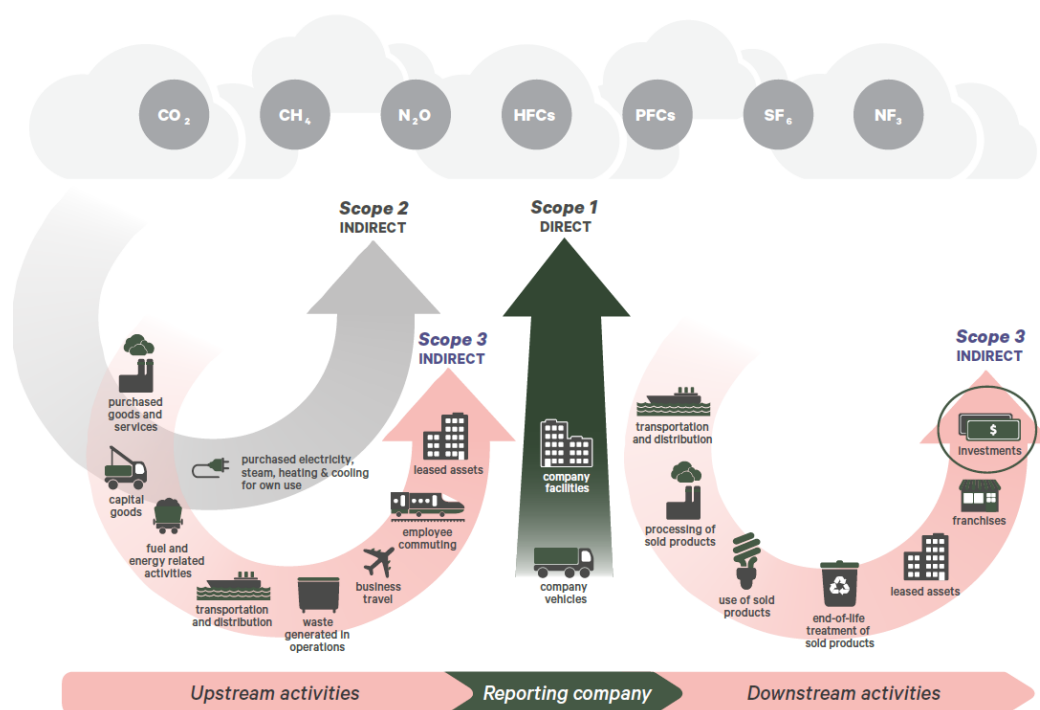 CO₂
CH₄
N₂O
HFCs
PFCs
SF₆
NF₃
Scope 2
INDIRECT
Scope 1
DIRECT
Scope 3
INDIRECT
Scope 3
INDIRECT
purchased
goods and
services
capital
goods
purchased electricity,
steam, heating & cooling
for own use
fuel and
energy related
activities
transportation
and distribution
waste
generated in
operations
business
travel
employee
commuting
leased assets
company
facilities
company
vehicles
transportation
and distribution
processing of
sold products
use of sold
products
end-of-life
treatment of
sold products
leased assets
franchises
$
investments
Upstream activities
Reporting company
Downstream activities